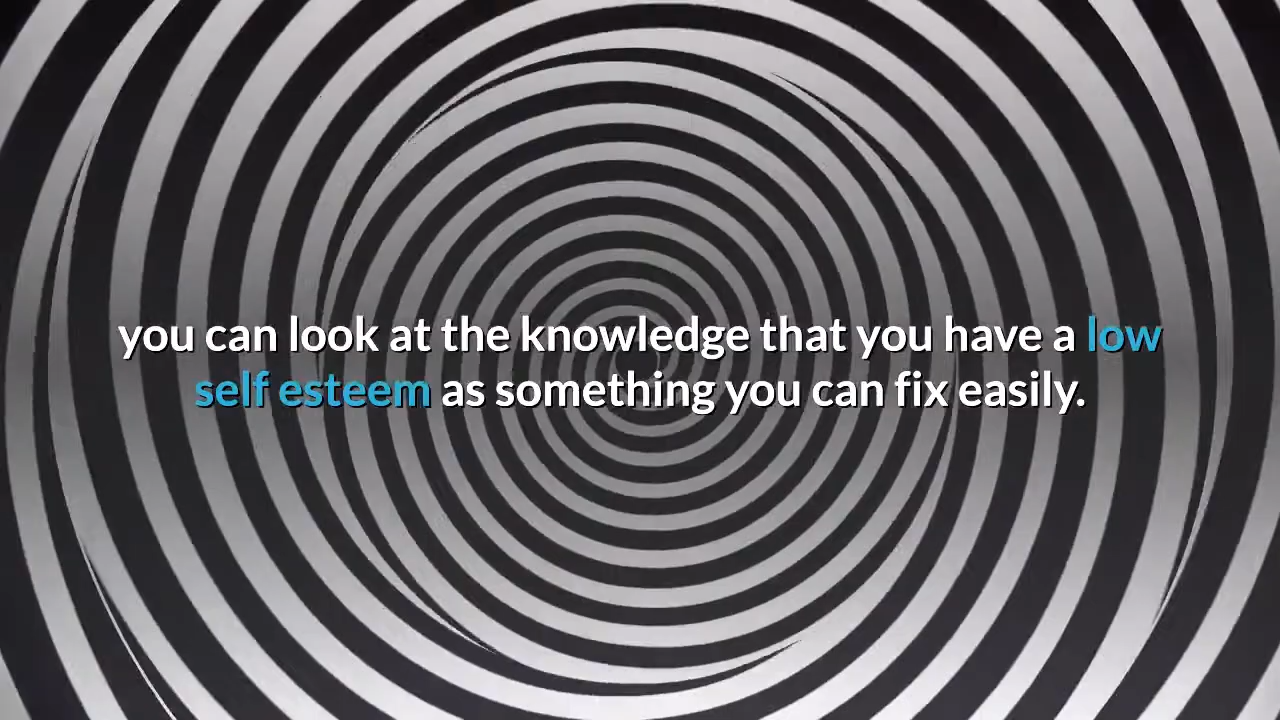 you can look at the knowledge that you have a low
self esteem as something you can fix easily.